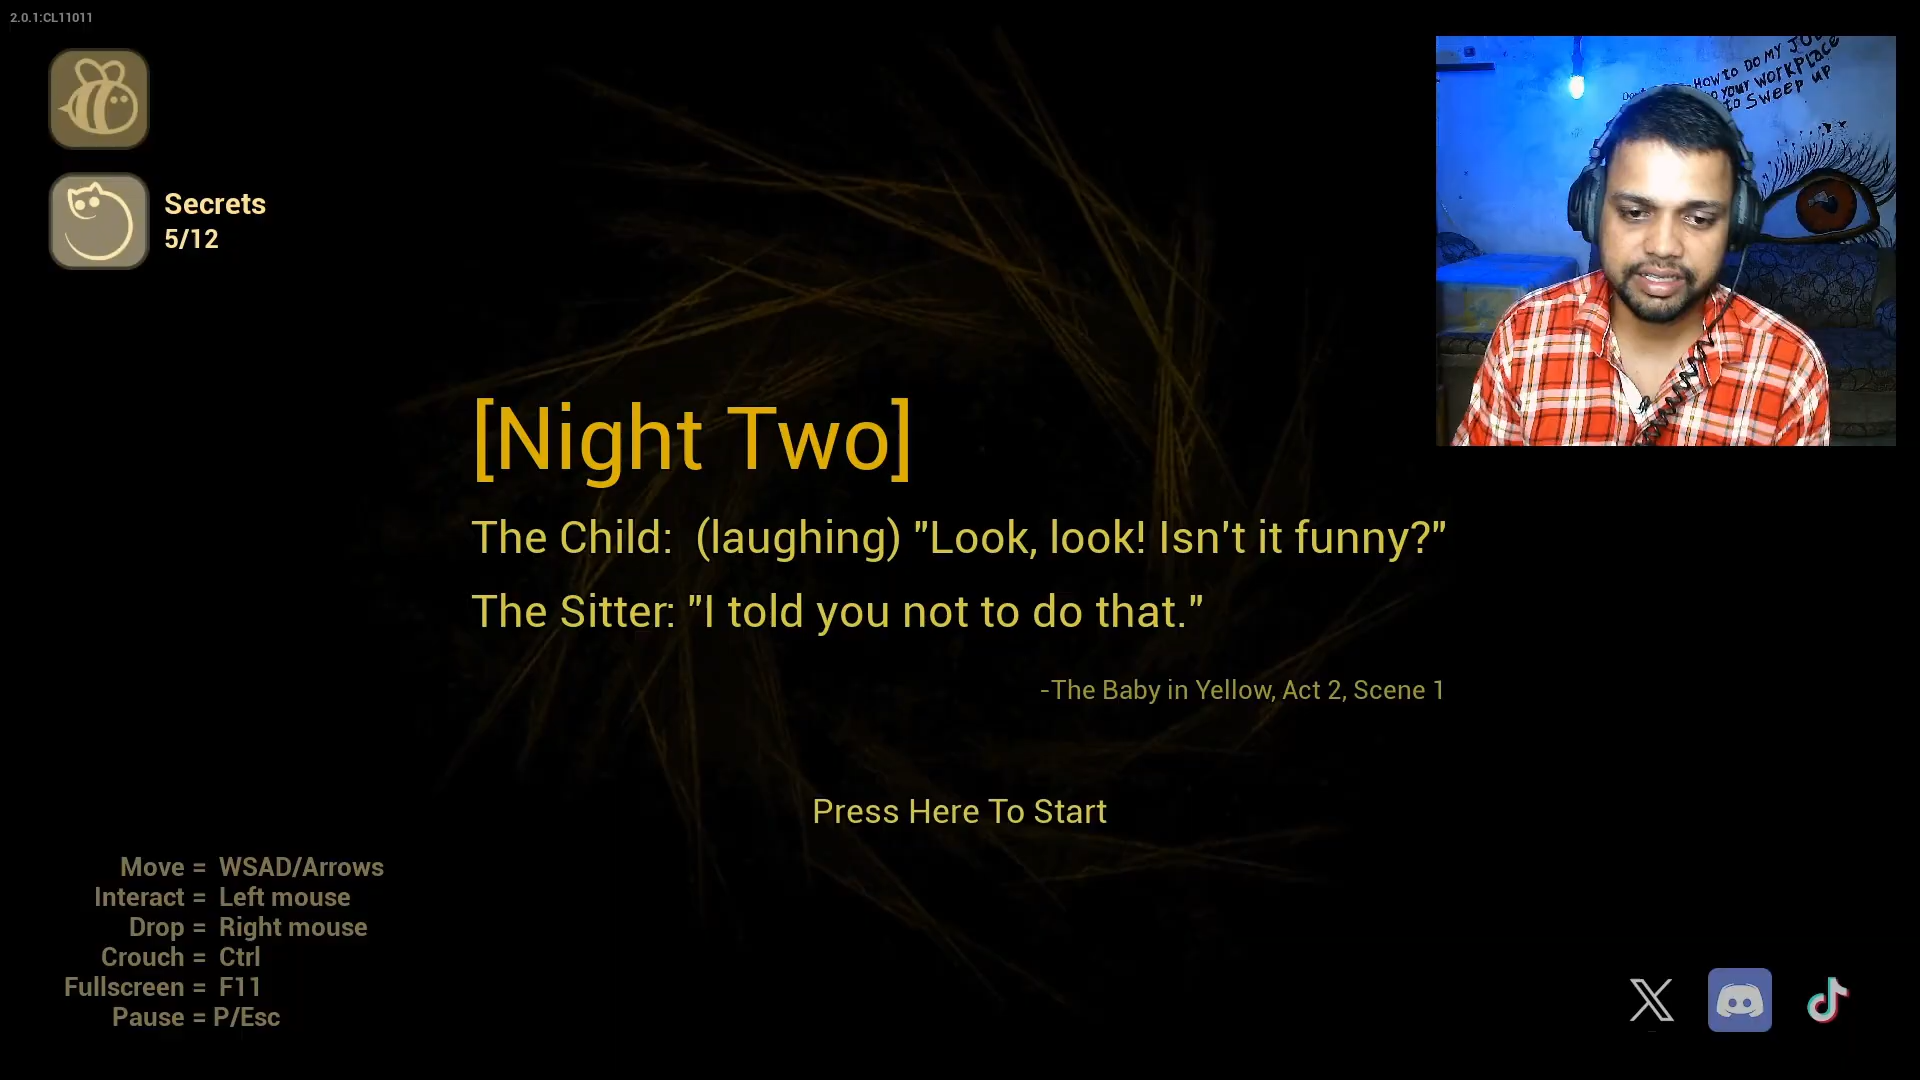 2.0.1:CL11011
Secrets
5/12
HOW to DO MY JOB
YOUR WORKPLACE
to SWEEP UP
[Night Two]
The Child:  (laughing) "Look, look! Isn't it funny?"
The Sitter: "I told you not to do that."
-The Baby in Yellow, Act 2, Scene 1
Press Here To Start
Move = WSAD/Arrows
Interact = Left mouse
Drop = Right mouse
Crouch = Ctrl
Fullscreen = F11
Pause = P/Esc